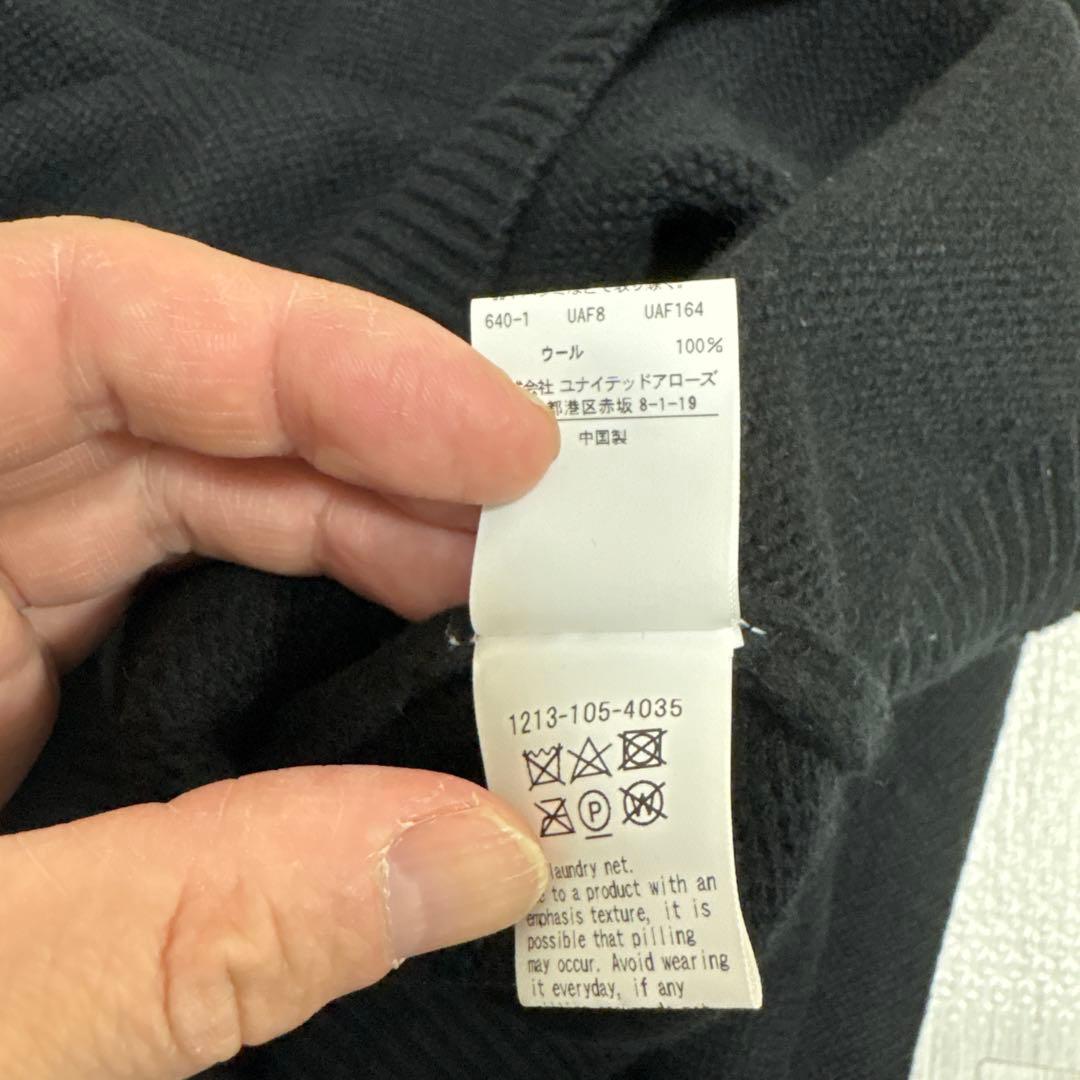 640-1 UAF8 UAF164
ウール 100%
会社 ユナイテッドアローズ
都港区赤坂 8-1-19
中国製
1213-105-4035
P
W
laundry net.
to a product with an
emphasis texture, it is
possible that pilling
may occur. Avoid wearing
it everyday, if any